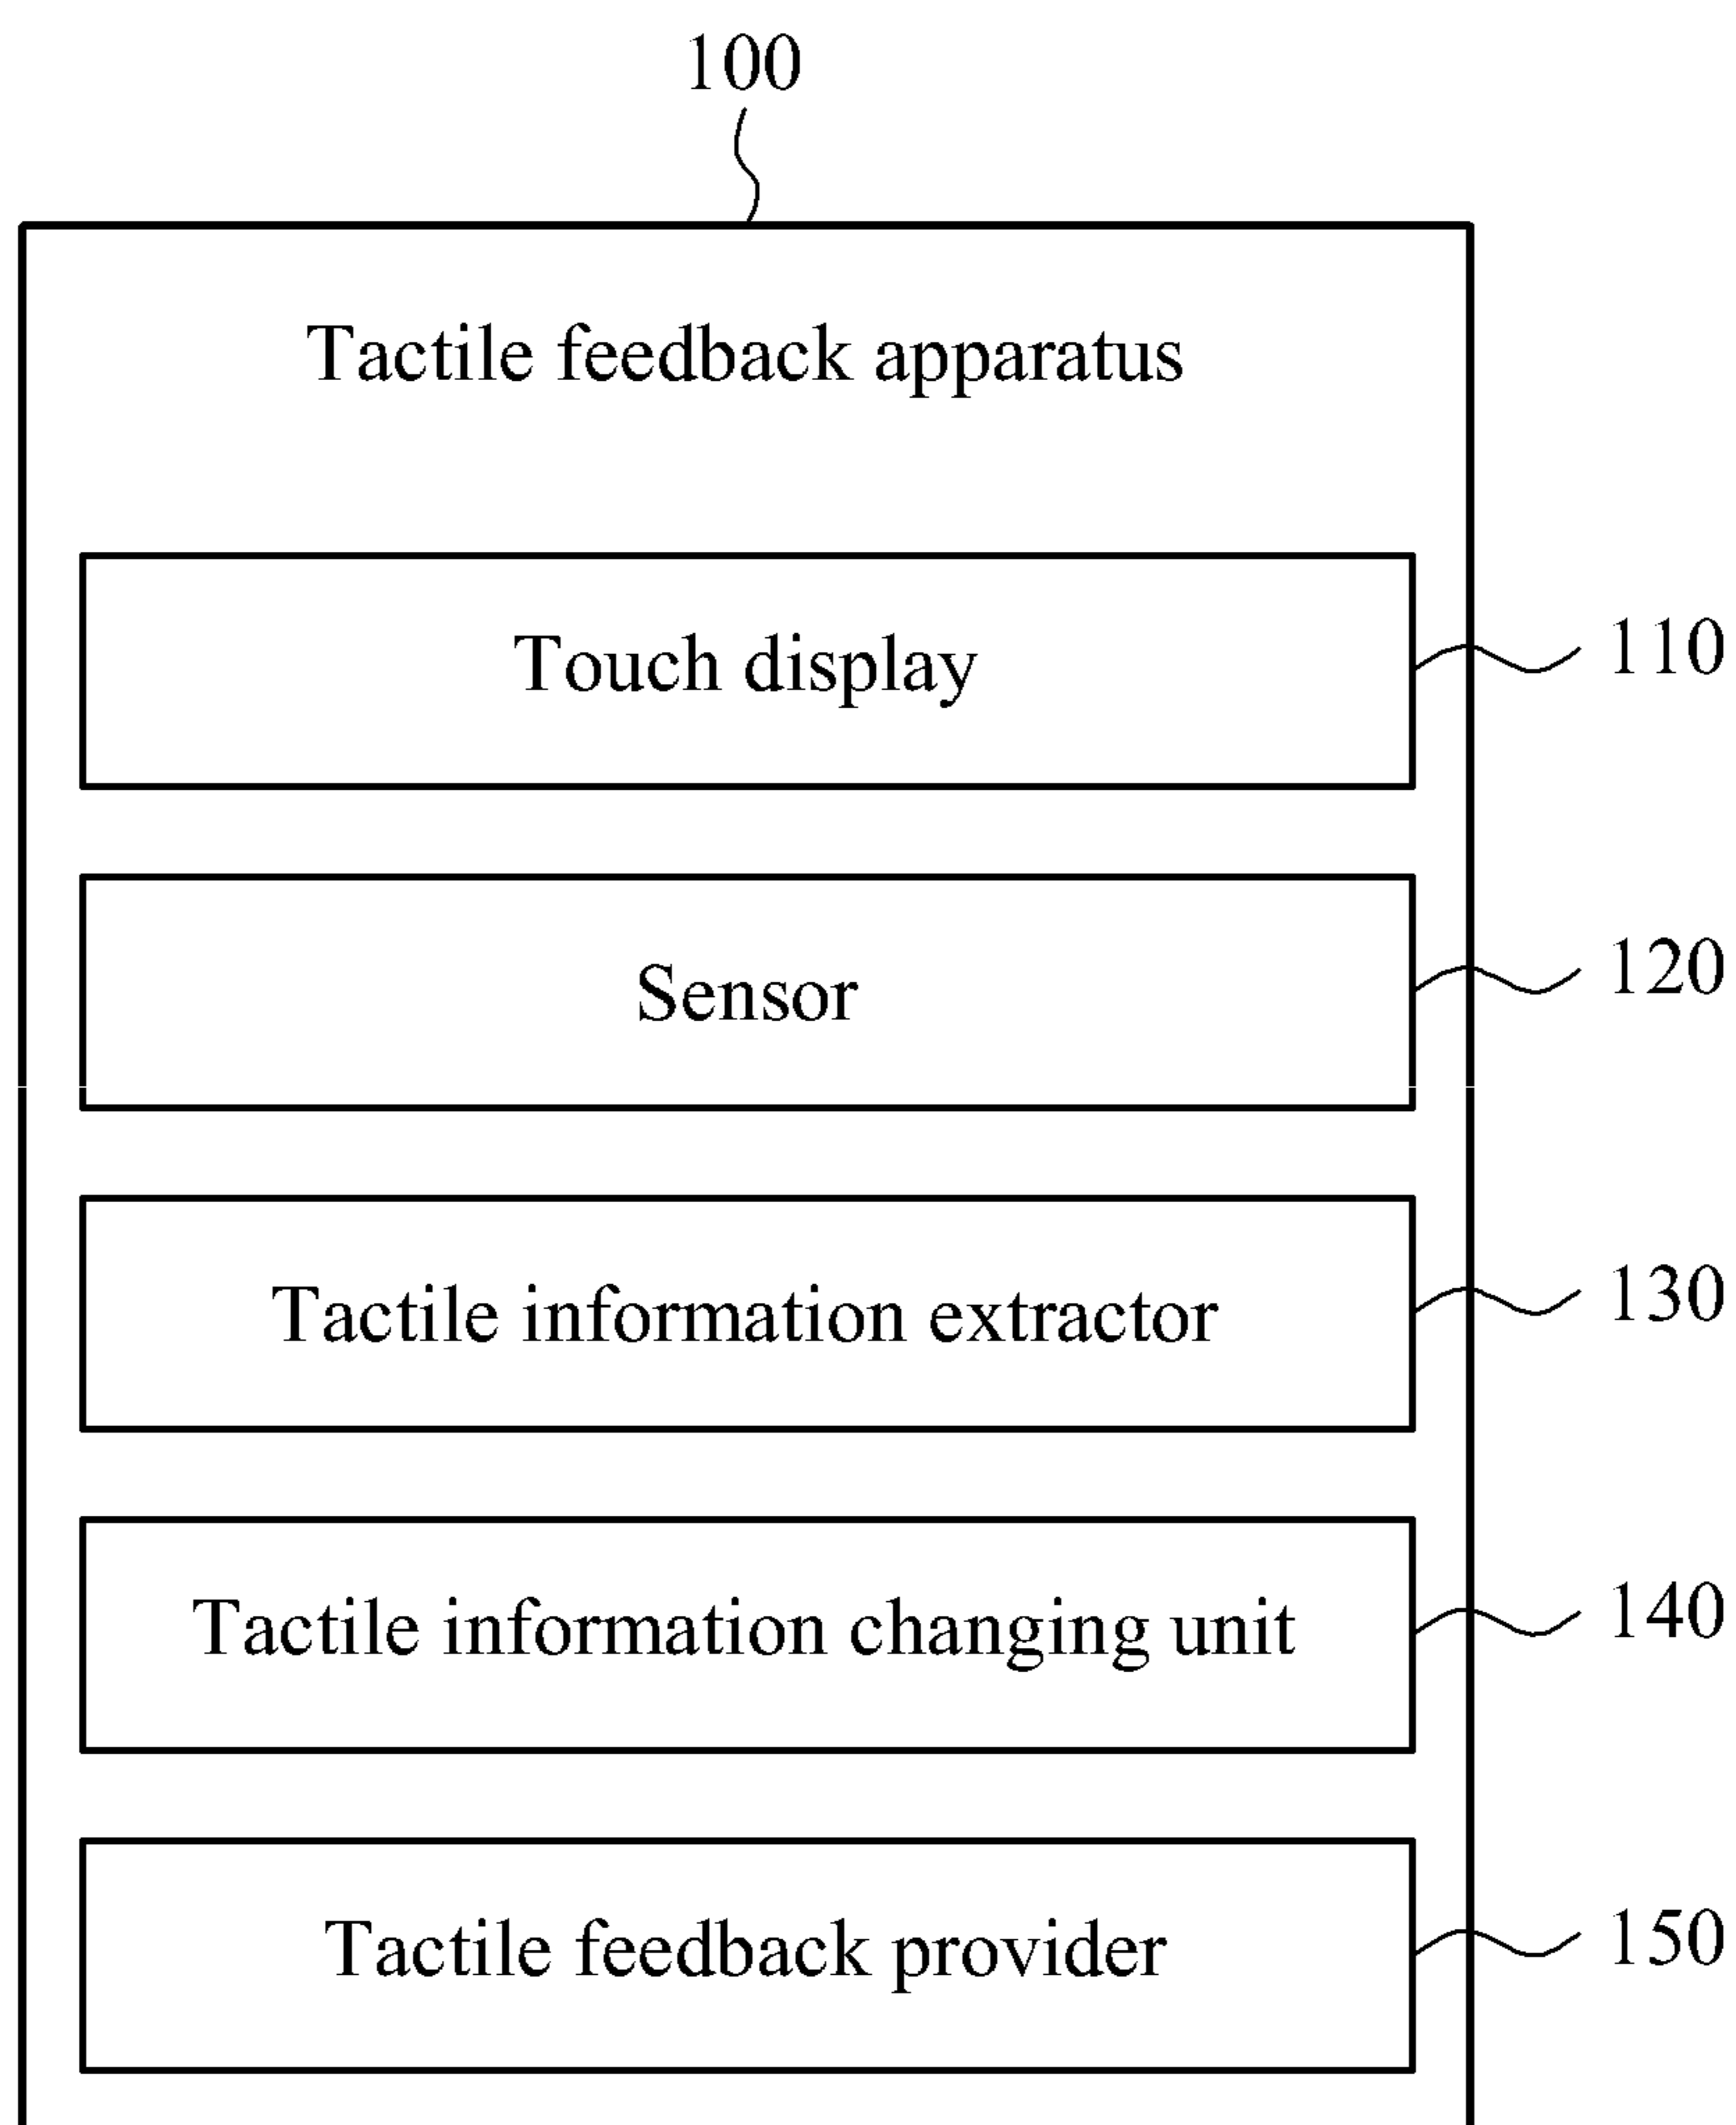 100
Tactile feedback apparatus
Touch display 110
Sensor 120
Tactile information extractor 130
Tactile information changing unit 140
Tactile feedback provider 150